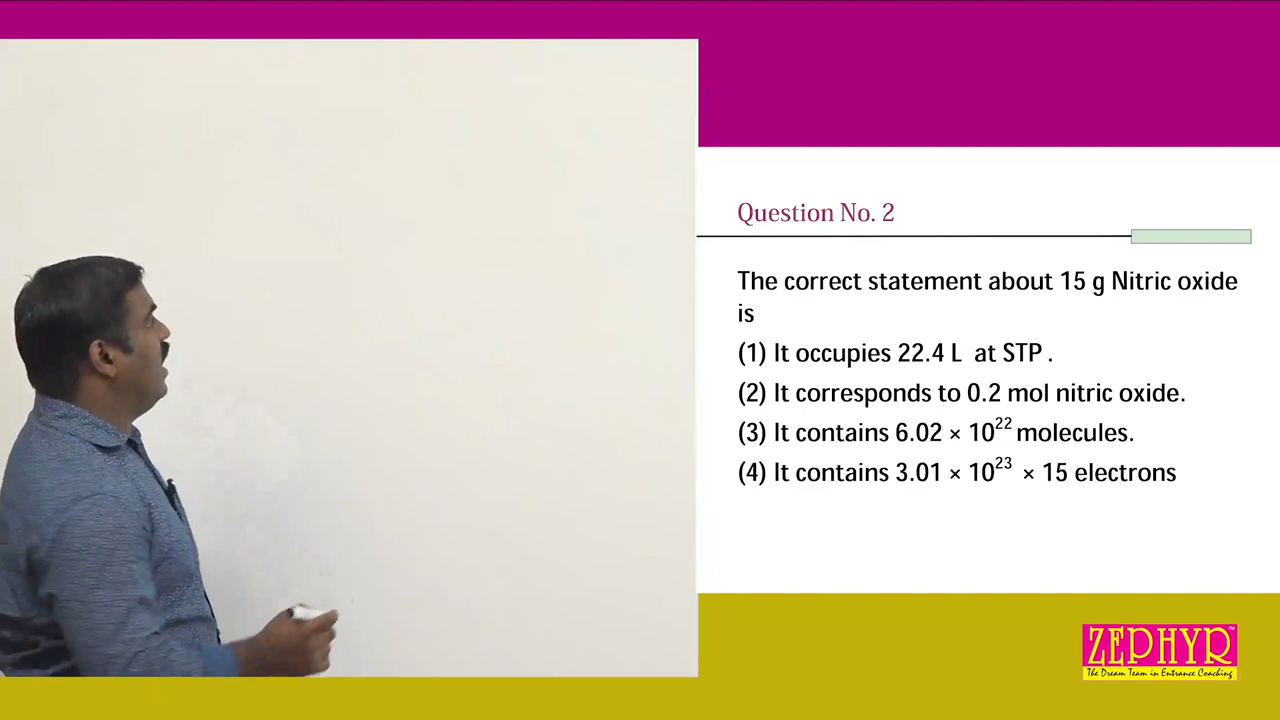 Question No. 2
The correct statement about 15 g Nitric oxide
is
(1) It occupies 22.4 L at STP .
(2) It corresponds to 0.2 mol nitric oxide.
(3) It contains 6.02 × 10²² molecules.
(4) It contains 3.01 × 10²³ × 15 electrons
ZEPHYR™
The Dream Team in Entrance Coaching